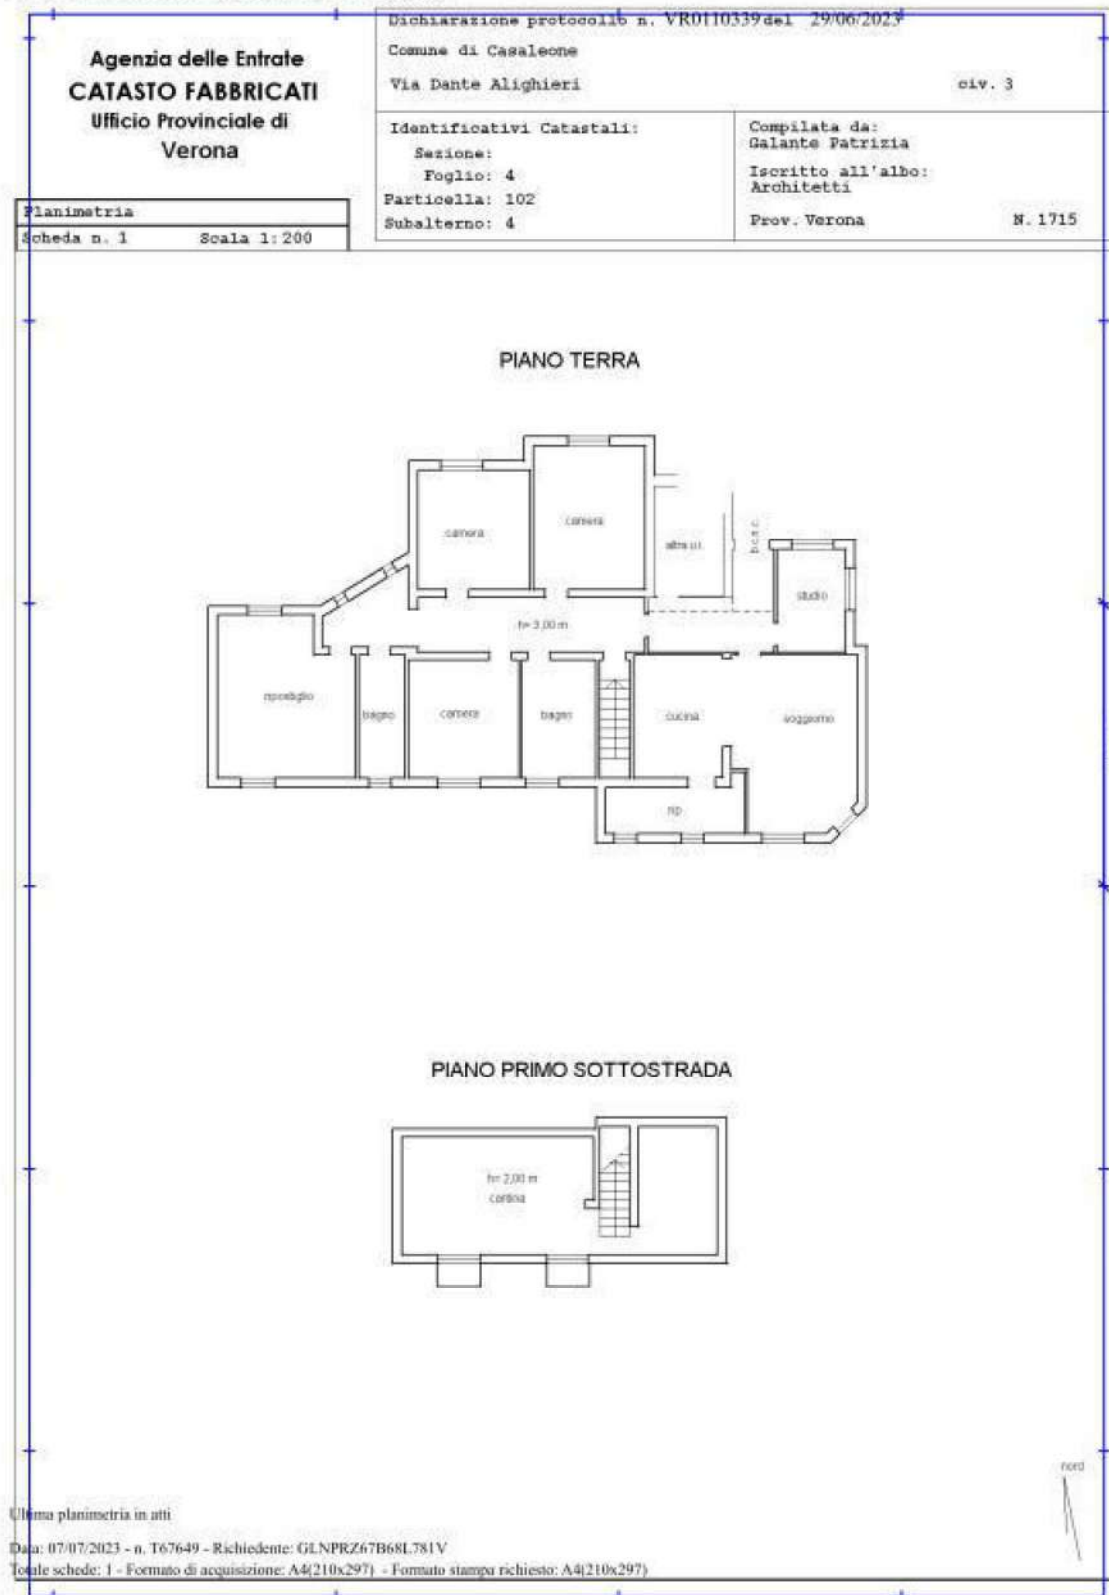 Dichiarazione protocollo n. VR0110339 del 29/06/2023
Agenzia delle Entrate
CATASTO FABBRICATI
Ufficio Provinciale di
Verona
Comune di Casaleone
Via Dante Alighieri civ. 3
Identificativi Catastali:
Sezione:
Foglio: 4
Particella: 102
Subalterno: 4
Compilata da:
Galante Patrizia
Iscritto all'albo:
Architetti
Prov. Verona N. 1715
Planimetria
Scheda n. 1 Scala 1:200
PIANO TERRA
camera
camera
altra u.i.
b.c.n.c.
studio
h= 3,00 m
ripostiglio
bagno
camera
bagno
cucina
soggiorno
rip
PIANO PRIMO SOTTOSTRADA
h= 2,00 m
cantina
nord
Ultima planimetria in atti
Data: 07/07/2023 - n. T67649 - Richiedente: GLNPRZ67B68L781V
Totale schede: 1 - Formato di acquisizione: A4(210x297) - Formato stampa richiesto: A4(210x297)